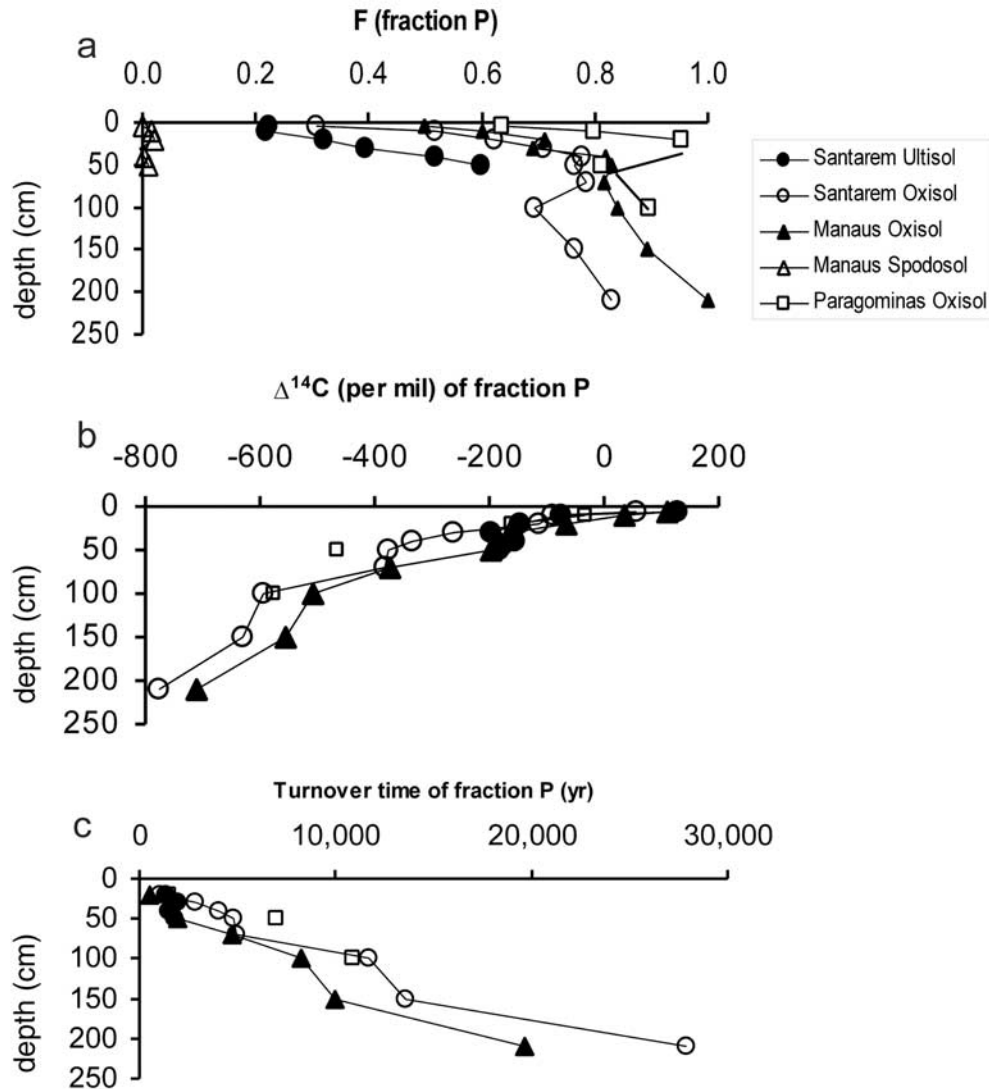 F (fraction P)
a
0.0 0.2 0.4 0.6 0.8 1.0
0
50
100
150
200
250
depth (cm)
Santarem Ultisol
Santarem Oxisol
Manaus Oxisol
Manaus Spodosol
Paragominas Oxisol
Δ¹⁴C (per mil) of fraction P
b
-800 -600 -400 -200 0 200
0
50
100
150
200
250
depth (cm)
Turnover time of fraction P (yr)
c
0 10,000 20,000 30,000
0
50
100
150
200
250
depth (cm)